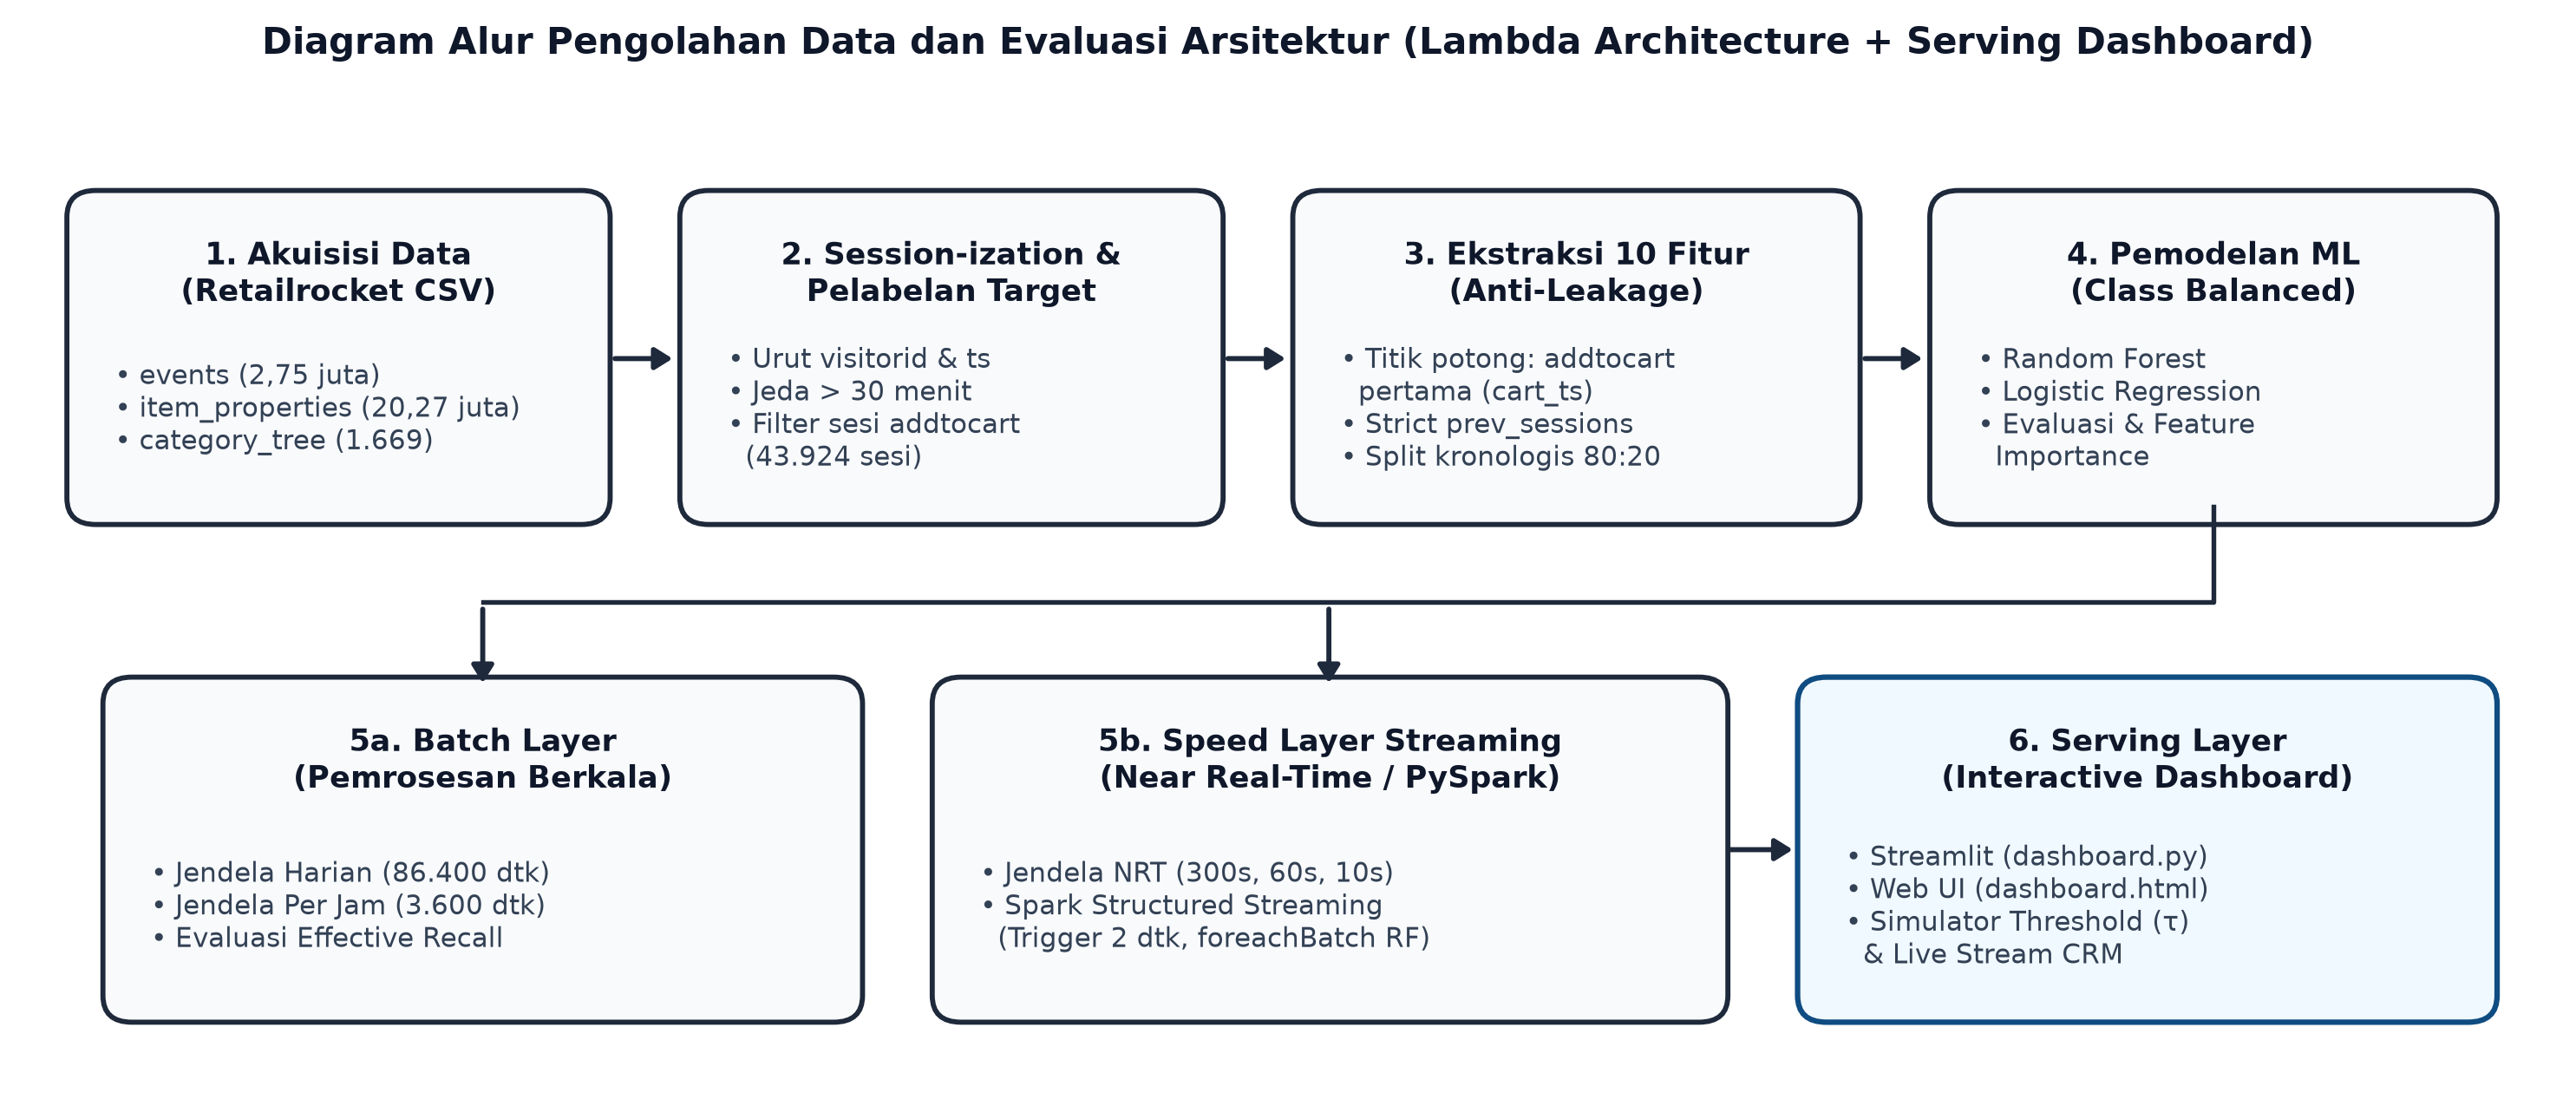 Diagram Alur Pengolahan Data dan Evaluasi Arsitektur (Lambda Architecture + Serving Dashboard)
1. Akuisisi Data
(Retailrocket CSV)
• events (2,75 juta)
• item_properties (20,27 juta)
• category_tree (1.669)
2. Session-ization &
Pelabelan Target
• Urut visitorid & ts
• Jeda > 30 menit
• Filter sesi addtocart
(43.924 sesi)
3. Ekstraksi 10 Fitur
(Anti-Leakage)
• Titik potong: addtocart
pertama (cart_ts)
• Strict prev_sessions
• Split kronologis 80:20
4. Pemodelan ML
(Class Balanced)
• Random Forest
• Logistic Regression
• Evaluasi & Feature
Importance
5a. Batch Layer
(Pemrosesan Berkala)
• Jendela Harian (86.400 dtk)
• Jendela Per Jam (3.600 dtk)
• Evaluasi Effective Recall
5b. Speed Layer Streaming
(Near Real-Time / PySpark)
• Jendela NRT (300s, 60s, 10s)
• Spark Structured Streaming
(Trigger 2 dtk, foreachBatch RF)
6. Serving Layer
(Interactive Dashboard)
• Streamlit (dashboard.py)
• Web UI (dashboard.html)
• Simulator Threshold (τ)
& Live Stream CRM